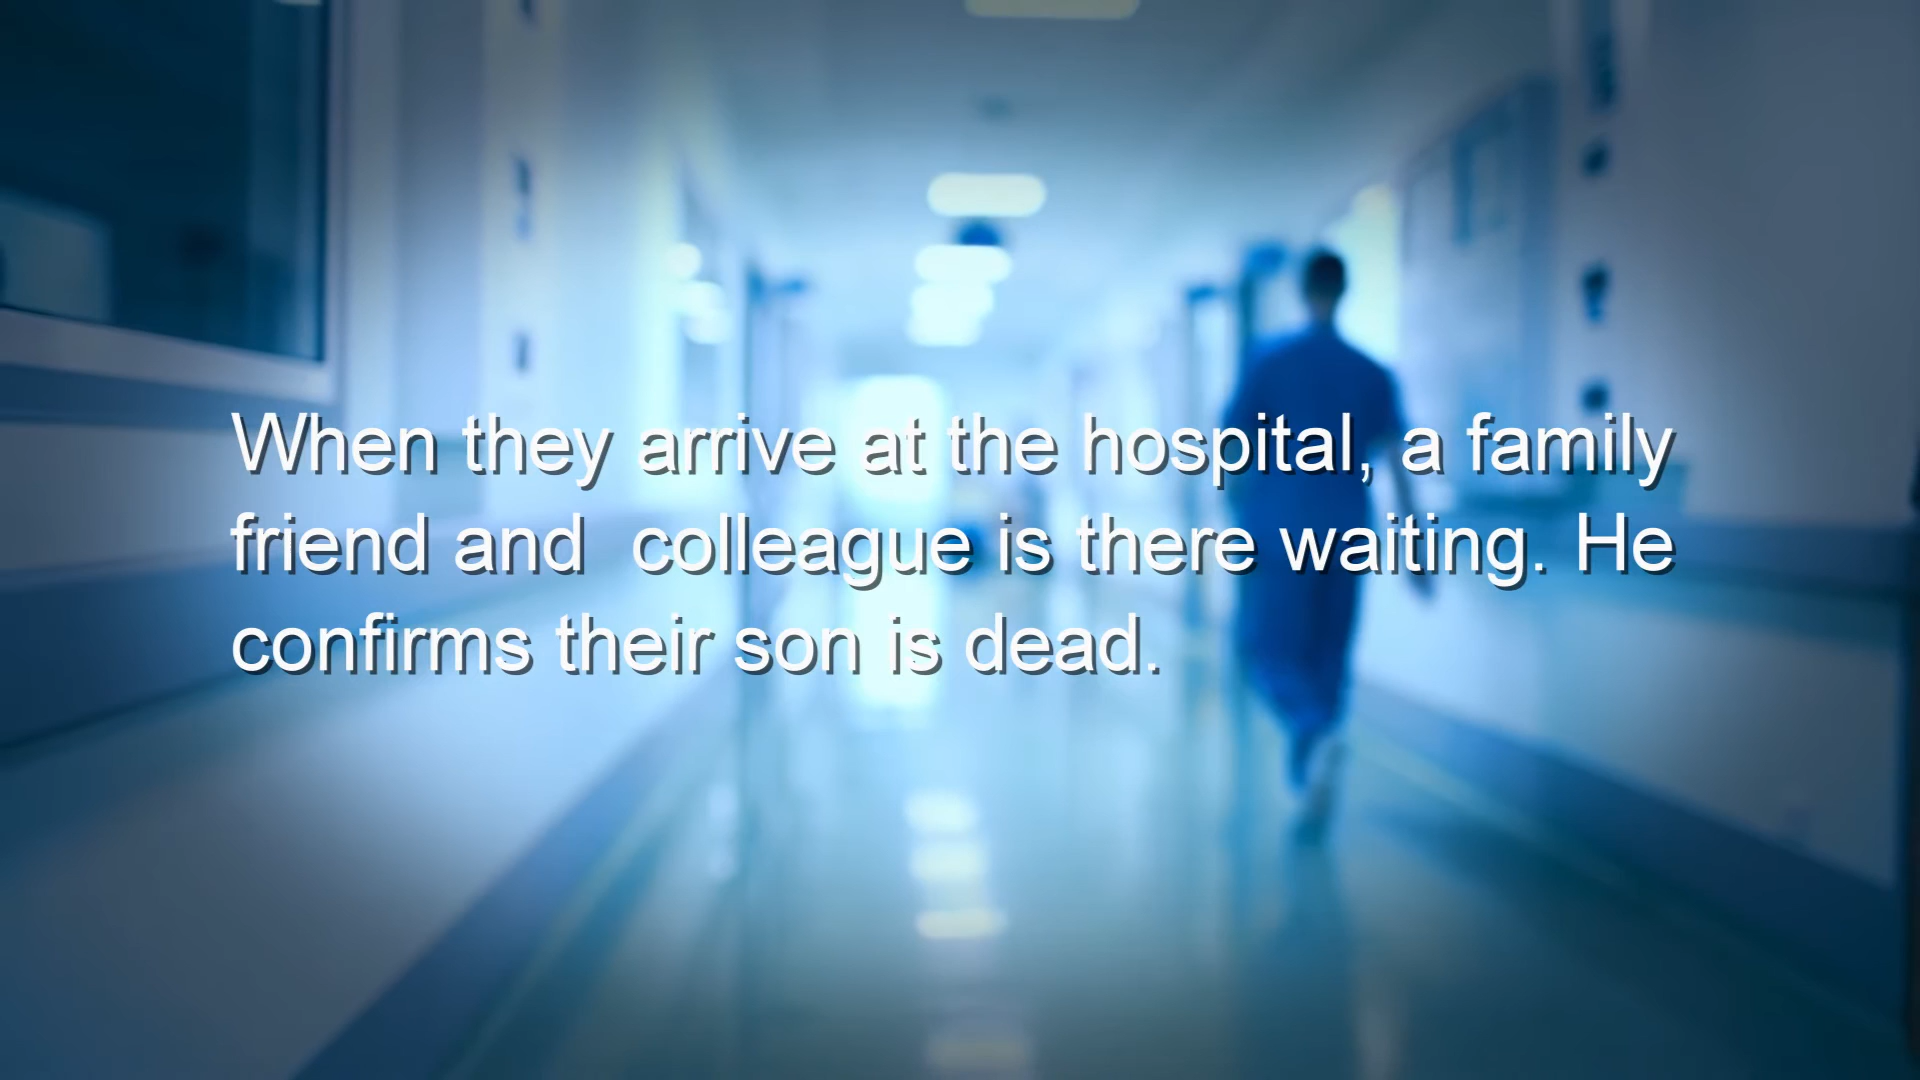 When they arrive at the hospital, a family
friend and  colleague is there waiting. He
confirms their son is dead.